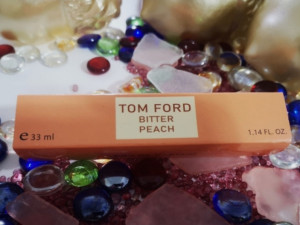 TOM FORD
BITTER
PEACH
e 33 ml
1.14 FL. OZ.